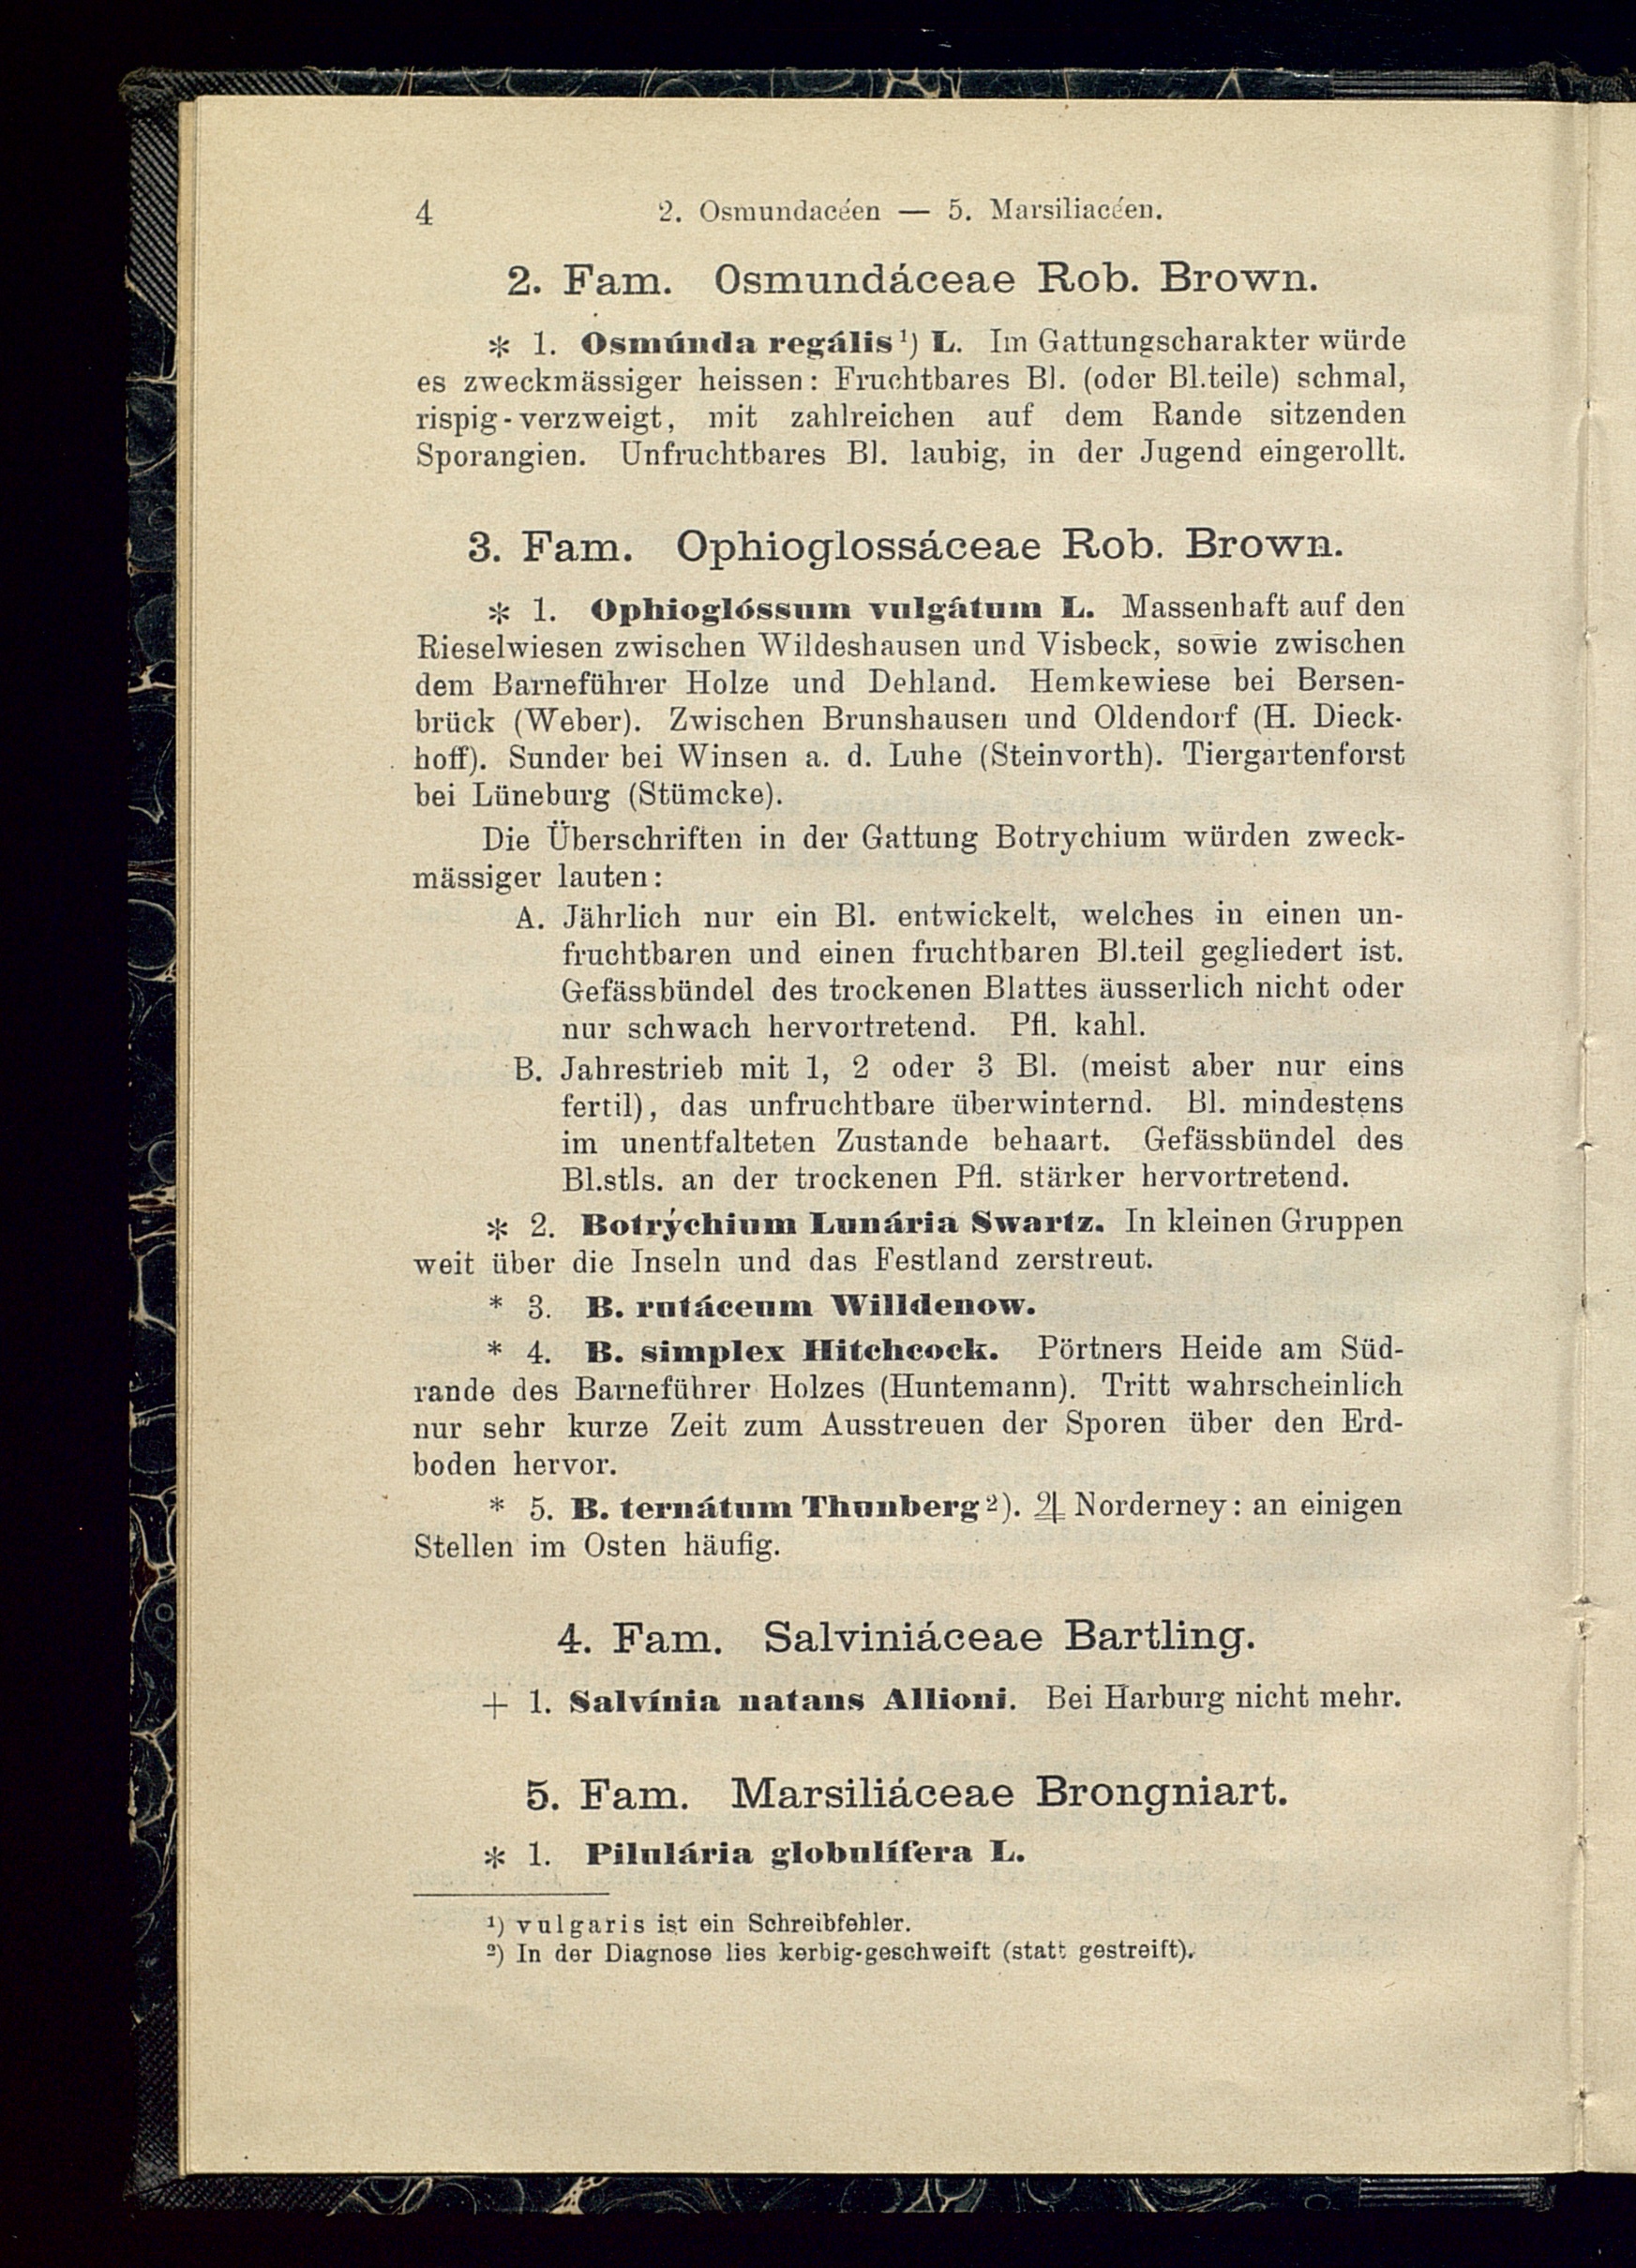 4 2. Osmundacéen — 5. Marsiliacéen.
2. Fam. Osmundáceae Rob. Brown.
* 1. Osmúnda regális ¹) L. Im Gattungscharakter würde
es zweckmässiger heissen: Fruchtbares Bl. (oder Bl.teile) schmal,
rispig-verzweigt, mit zahlreichen auf dem Rande sitzenden
Sporangien. Unfruchtbares Bl. laubig, in der Jugend eingerollt.
3. Fam. Ophioglossáceae Rob. Brown.
* 1. Ophioglóssum vulgátum L. Massenhaft auf den
Rieselwiesen zwischen Wildeshausen und Visbeck, sowie zwischen
dem Barneführer Holze und Dehland. Hemkewiese bei Bersen-
brück (Weber). Zwischen Brunshausen und Oldendorf (H. Dieck-
hoff). Sunder bei Winsen a. d. Luhe (Steinvorth). Tiergartenforst
bei Lüneburg (Stümcke).
Die Überschriften in der Gattung Botrychium würden zweck-
mässiger lauten:
A. Jährlich nur ein Bl. entwickelt, welches in einen un-
fruchtbaren und einen fruchtbaren Bl.teil gegliedert ist.
Gefässbündel des trockenen Blattes äusserlich nicht oder
nur schwach hervortretend. Pfl. kahl.
B. Jahrestrieb mit 1, 2 oder 3 Bl. (meist aber nur eins
fertil), das unfruchtbare überwinternd. Bl. mindestens
im unentfalteten Zustande behaart. Gefässbündel des
Bl.stls. an der trockenen Pfl. stärker hervortretend.
* 2. Botrýchium Lunária Swartz. In kleinen Gruppen
weit über die Inseln und das Festland zerstreut.
* 3. B. rutáceum Willdenow.
* 4. B. simplex Hitchcock. Pörtners Heide am Süd-
rande des Barneführer Holzes (Huntemann). Tritt wahrscheinlich
nur sehr kurze Zeit zum Ausstreuen der Sporen über den Erd-
boden hervor.
* 5. B. ternátum Thunberg ²). ♃ Norderney: an einigen
Stellen im Osten häufig.
4. Fam. Salviniáceae Bartling.
+ 1. Salvínia natans Allioni. Bei Harburg nicht mehr.
5. Fam. Marsiliáceae Brongniart.
* 1. Pilulária globulífera L.
¹) vulgaris ist ein Schreibfehler.
²) In der Diagnose lies kerbig-geschweift (statt gestreift).